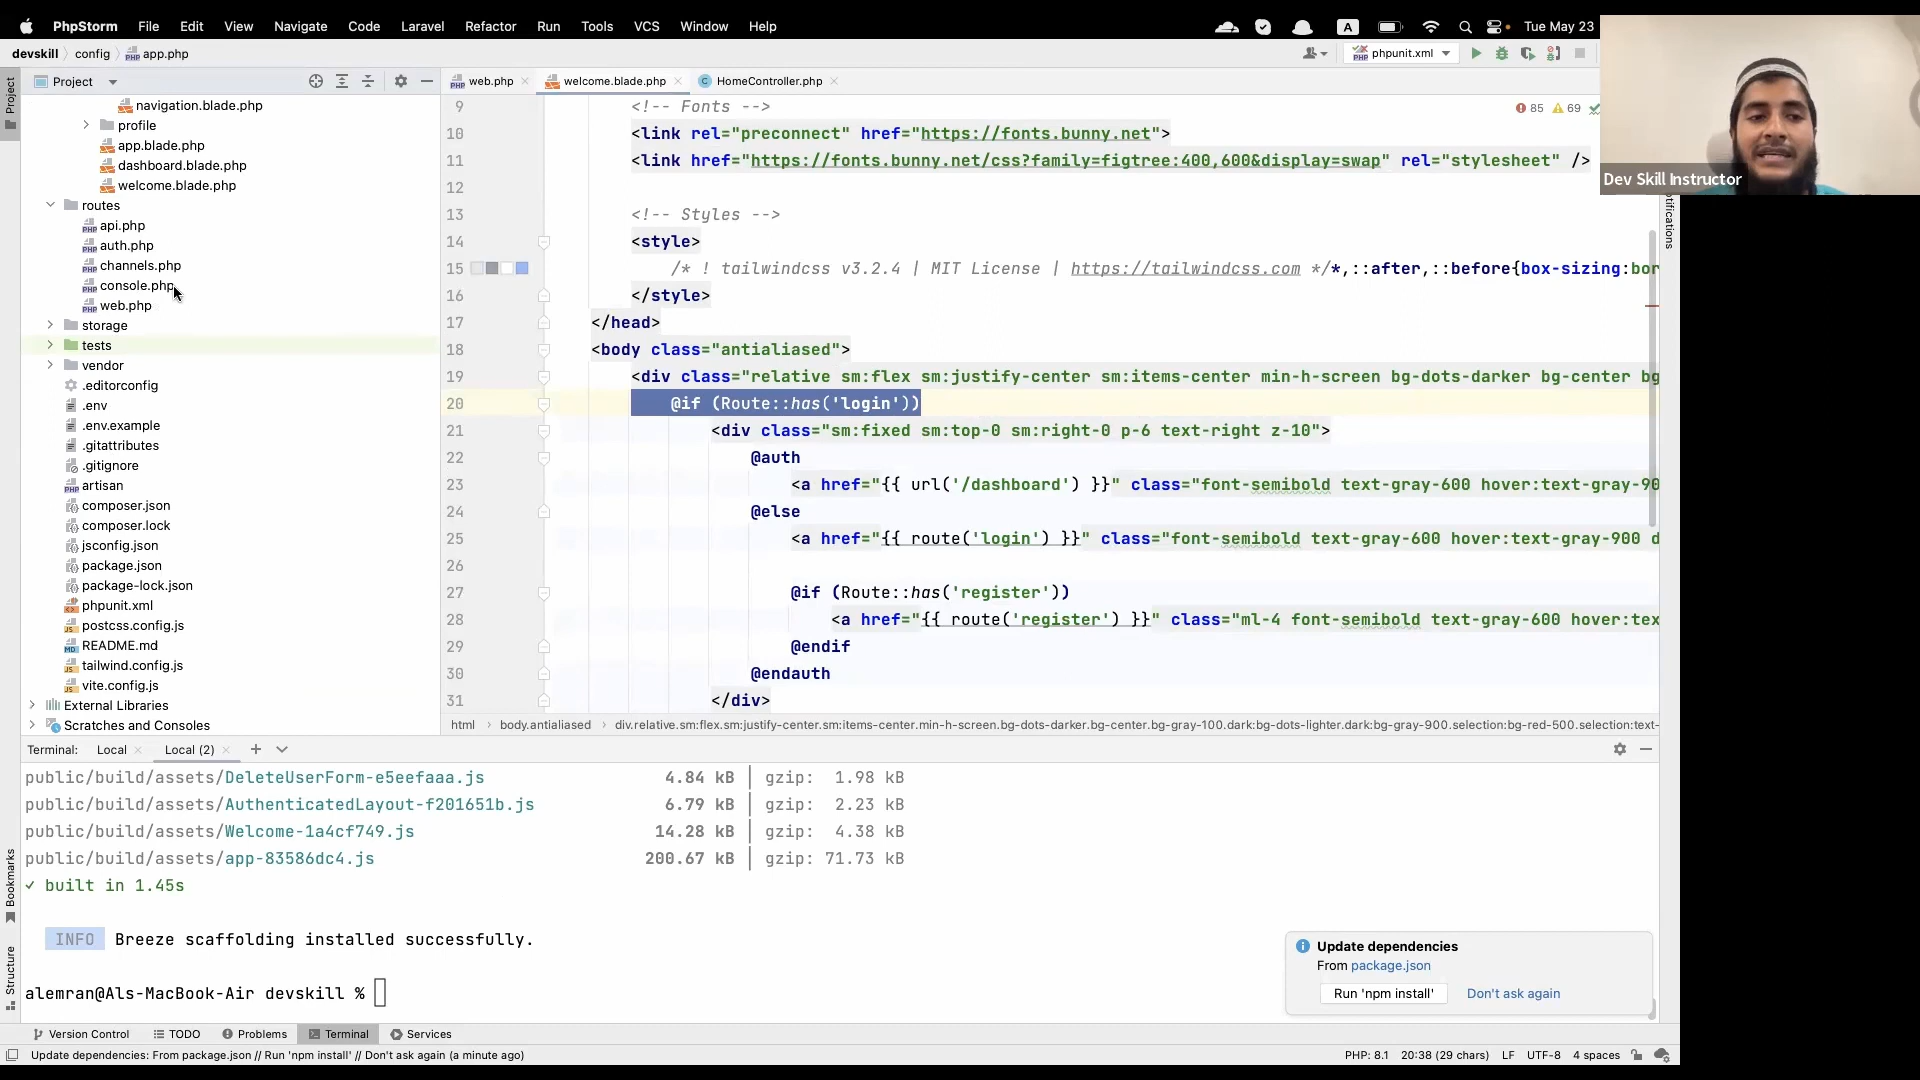 PhpStorm File Edit View Navigate Code Laravel Refactor Run Tools VCS Window Help A Tue May 23
devskill config app.php phpunit.xml
Project
web.php welcome.blade.php HomeController.php
Project
navigation.blade.php
profile
app.blade.php
dashboard.blade.php
welcome.blade.php
routes
api.php
auth.php
channels.php
console.php
web.php
storage
tests
vendor
.editorconfig
.env
.env.example
.gitattributes
.gitignore
artisan
composer.json
composer.lock
jsconfig.json
package.json
package-lock.json
phpunit.xml
postcss.config.js
README.md
tailwind.config.js
vite.config.js
External Libraries
Scratches and Consoles
85 69
9 <!-- Fonts -->
10 <link rel="preconnect" href="https://fonts.bunny.net">
11 <link href="https://fonts.bunny.net/css?family=figtree:400,600&display=swap" rel="stylesheet" />
12
13 <!-- Styles -->
14 <style>
15 /* ! tailwindcss v3.2.4 | MIT License | https://tailwindcss.com */*,::after,::before{box-sizing:bor
16 </style>
17 </head>
18 <body class="antialiased">
19 <div class="relative sm:flex sm:justify-center sm:items-center min-h-screen bg-dots-darker bg-center bg
20 @if (Route::has('login'))
21 <div class="sm:fixed sm:top-0 sm:right-0 p-6 text-right z-10">
22 @auth
23 <a href="{{ url('/dashboard') }}" class="font-semibold text-gray-600 hover:text-gray-90
24 @else
25 <a href="{{ route('login') }}" class="font-semibold text-gray-600 hover:text-gray-900 d
26
27 @if (Route::has('register'))
28 <a href="{{ route('register') }}" class="ml-4 font-semibold text-gray-600 hover:tex
29 @endif
30 @endauth
31 </div>
html body.antialiased div.relative.sm:flex.sm:justify-center.sm:items-center.min-h-screen.bg-dots-darker.bg-center.bg-gray-100.dark:bg-dots-lighter.dark:bg-gray-900.selection:bg-red-500.selection:text-
Dev Skill Instructor
Notifications
Terminal: Local Local (2)
public/build/assets/DeleteUserForm-e5eefaaa.js 4.84 kB │ gzip: 1.98 kB
public/build/assets/AuthenticatedLayout-f201651b.js 6.79 kB │ gzip: 2.23 kB
public/build/assets/Welcome-1a4cf749.js 14.28 kB │ gzip: 4.38 kB
public/build/assets/app-83586dc4.js 200.67 kB │ gzip: 71.73 kB
✓ built in 1.45s
INFO Breeze scaffolding installed successfully.
alemran@Als-MacBook-Air devskill %
Bookmarks
Structure
Update dependencies
From package.json
Run 'npm install' Don't ask again
Version Control TODO Problems Terminal Services
Update dependencies: From package.json // Run 'npm install' // Don't ask again (a minute ago) PHP: 8.1 20:38 (29 chars) LF UTF-8 4 spaces